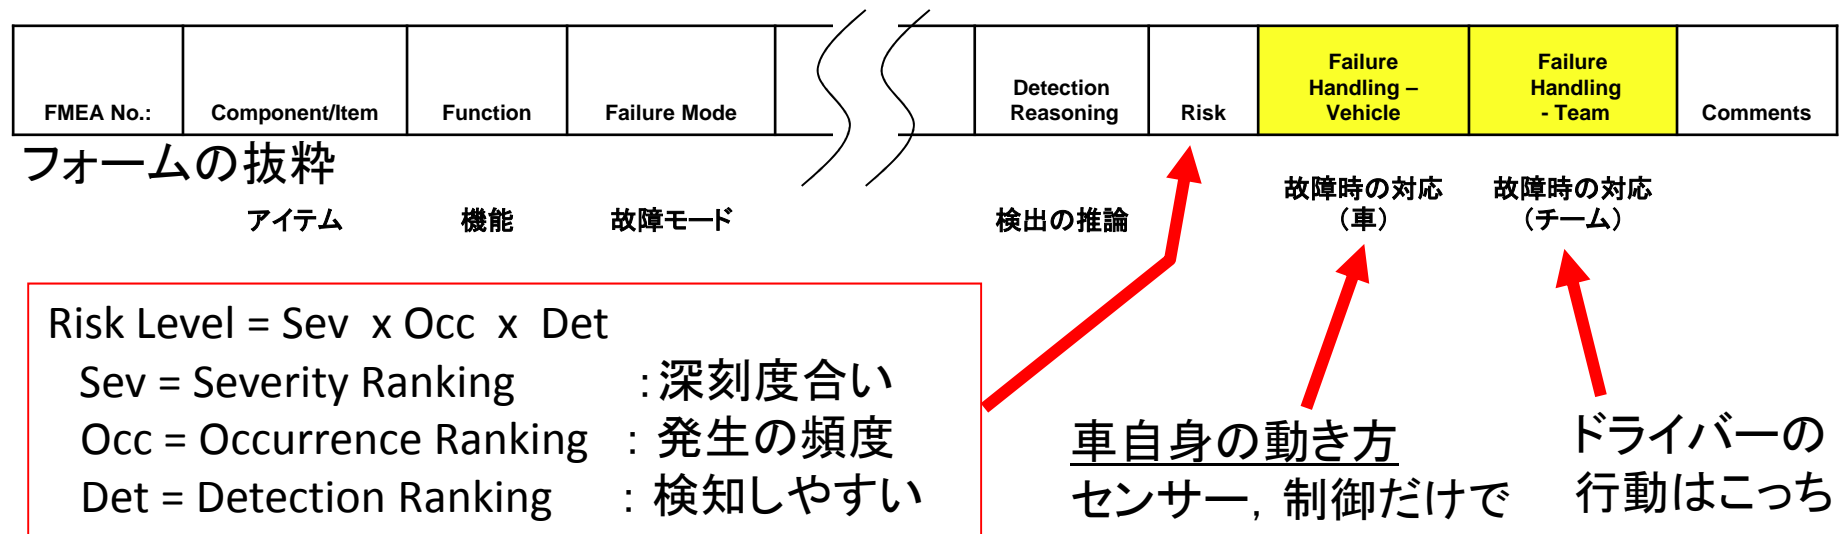 FMEA No.:
Component/Item
Function
Failure Mode
Detection
Reasoning
Risk
Failure
Handling –
Vehicle
Failure
Handling
- Team
Comments
フォームの抜粋
アイテム
機能
故障モード
検出の推論
故障時の対応
（車）
故障時の対応
（チーム）
Risk Level = Sev x Occ x Det
Sev = Severity Ranking ：深刻度合い
Occ = Occurrence Ranking ：発生の頻度
Det = Detection Ranking ：検知しやすい
車自身の動き方
センサー，制御だけで
ドライバーの
行動はこっち